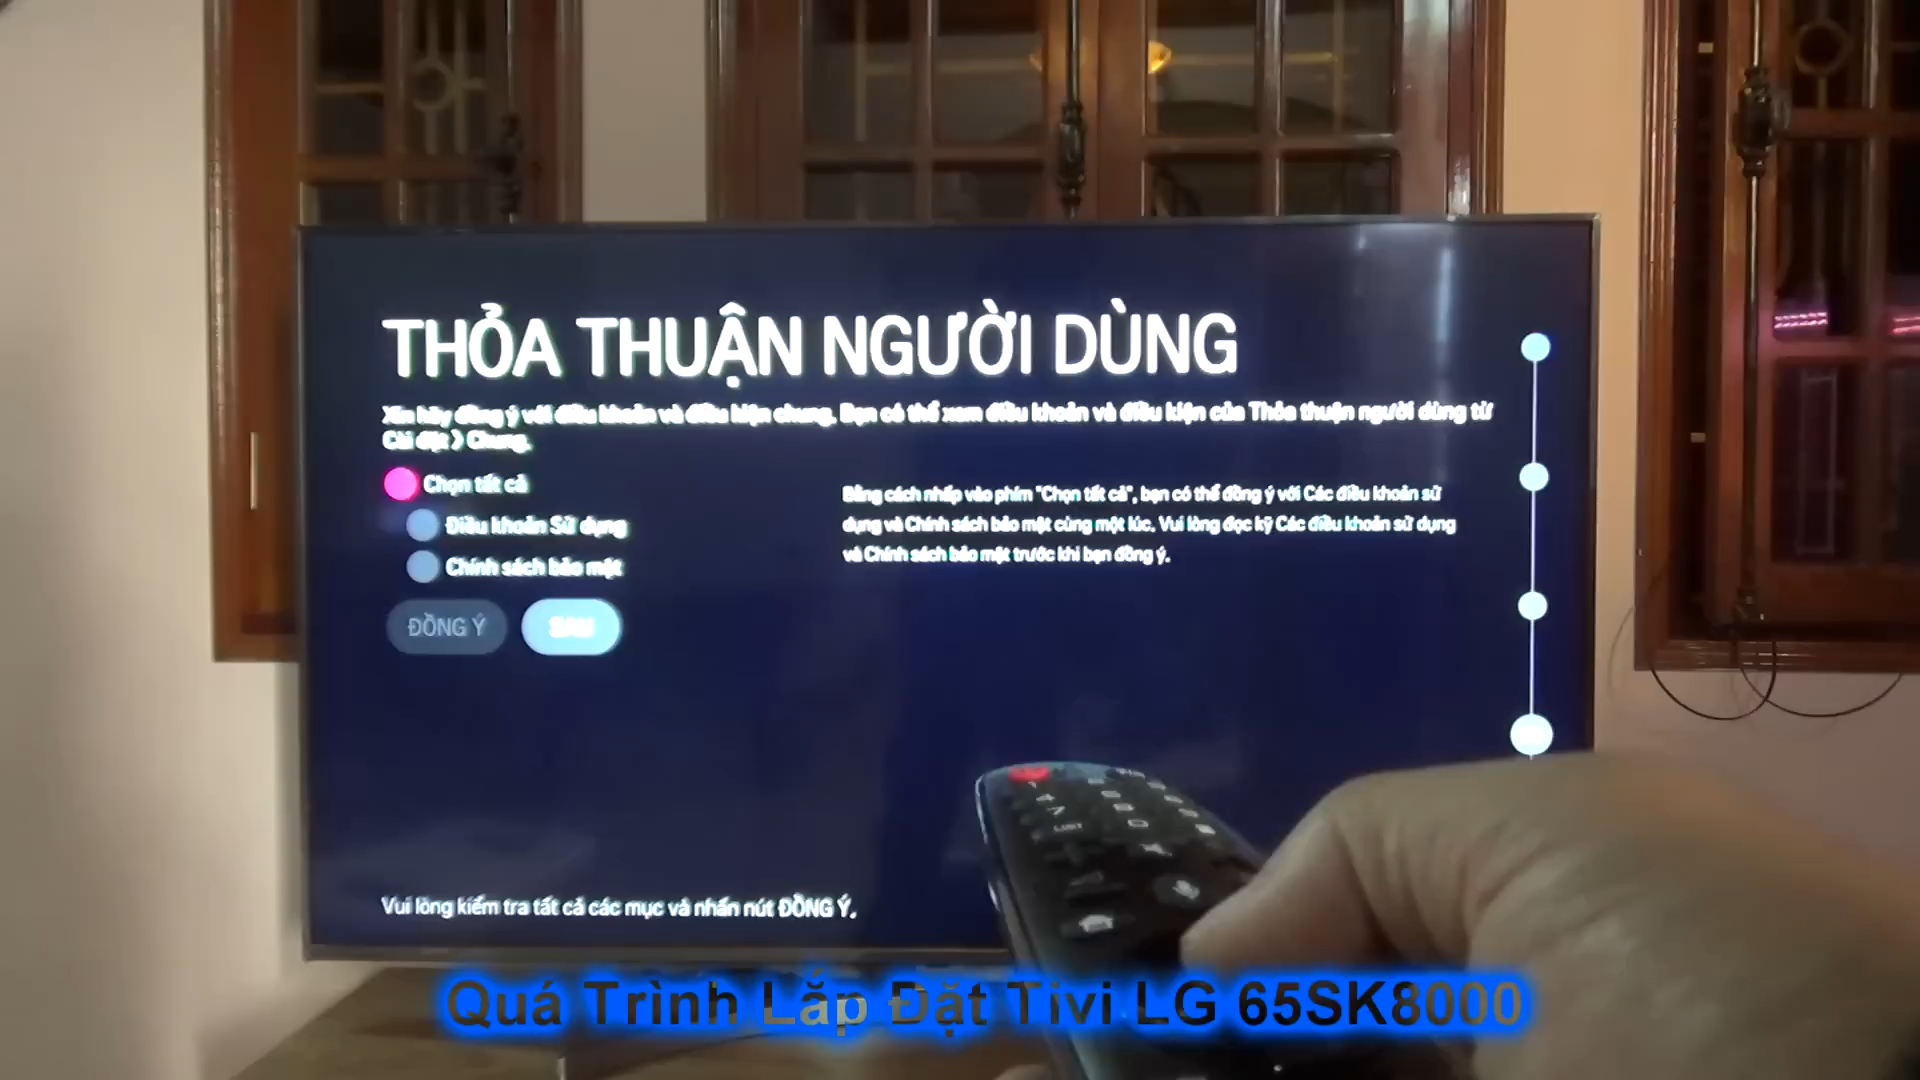 THỎA THUẬN NGƯỜI DÙNG
Xin hãy đồng ý với điều khoản và điều kiện chung. Bạn có thể xem điều khoản và điều kiện của Thỏa thuận người dùng từ
Cài đặt > Chung.
Chọn tất cả
Điều khoản Sử dụng
Chính sách bảo mật
ĐỒNG Ý
SAU
Bằng cách nhấp vào phím "Chọn tất cả", bạn có thể đồng ý với Các điều khoản sử
dụng và Chính sách bảo mật cùng một lúc. Vui lòng đọc kỹ Các điều khoản sử dụng
và Chính sách bảo mật trước khi bạn đồng ý.
Vui lòng kiểm tra tất cả các mục và nhấn nút ĐỒNG Ý.
LIST
Quá Trình Lắp Đặt Tivi LG 65SK8000